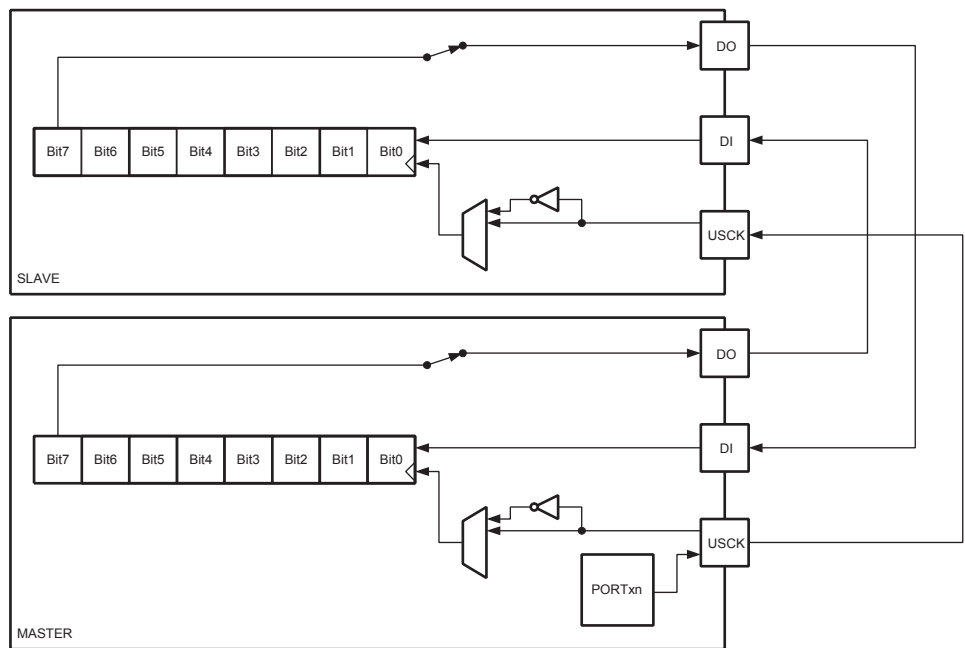 DO
Bit7 Bit6 Bit5 Bit4 Bit3 Bit2 Bit1 Bit0
DI
USCK
SLAVE
DO
Bit7 Bit6 Bit5 Bit4 Bit3 Bit2 Bit1 Bit0
DI
USCK
PORTxn
MASTER